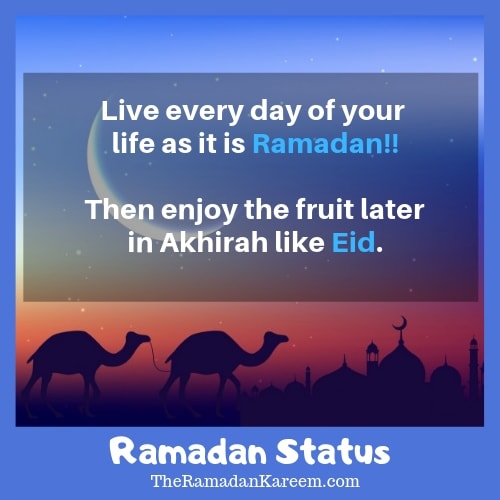 Live every day of your
life as it is Ramadan!!
Then enjoy the fruit later
in Akhirah like Eid.
Ramadan Status
TheRamadanKareem.com